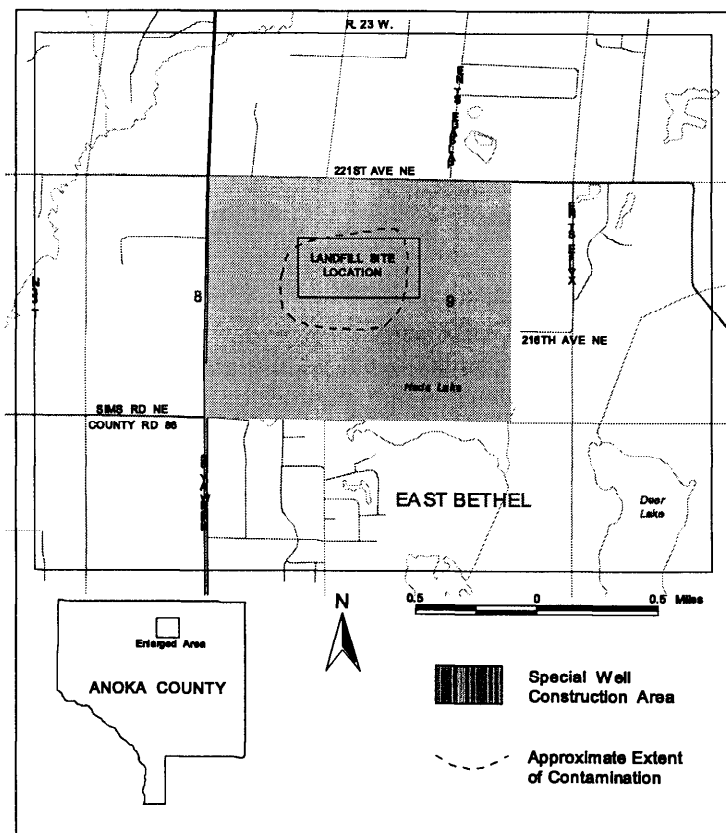 R. 23 W.
221ST AVE NE
LANDFILL SITE
LOCATION
8
9
216TH AVE NE
SIMS RD NE
COUNTY RD 86
EAST BETHEL
Deer
Lake
0.5
0
0.5 Miles
N
Enlarged Area
ANOKA COUNTY
Special Well
Construction Area
Approximate Extent
of Contamination